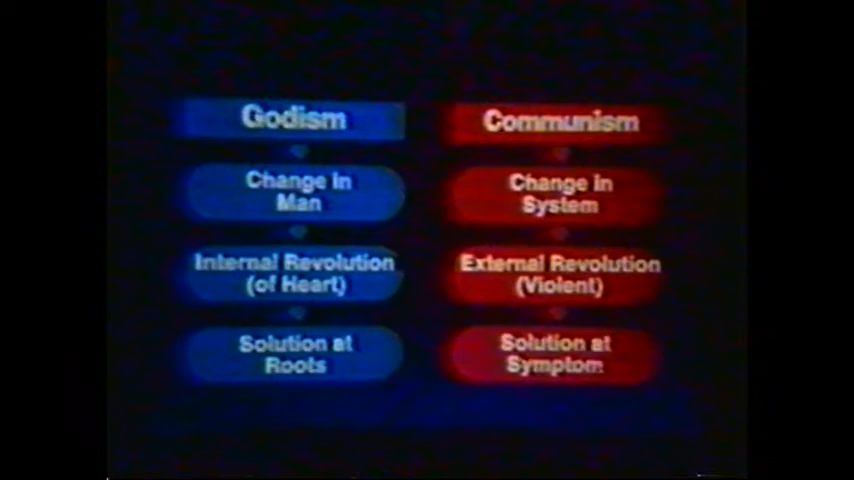 Godism
Change in
Man
Internal Revolution
(of Heart)
Solution at
Roots
Communism
Change in
System
External Revolution
(Violent)
Solution at
Symptom